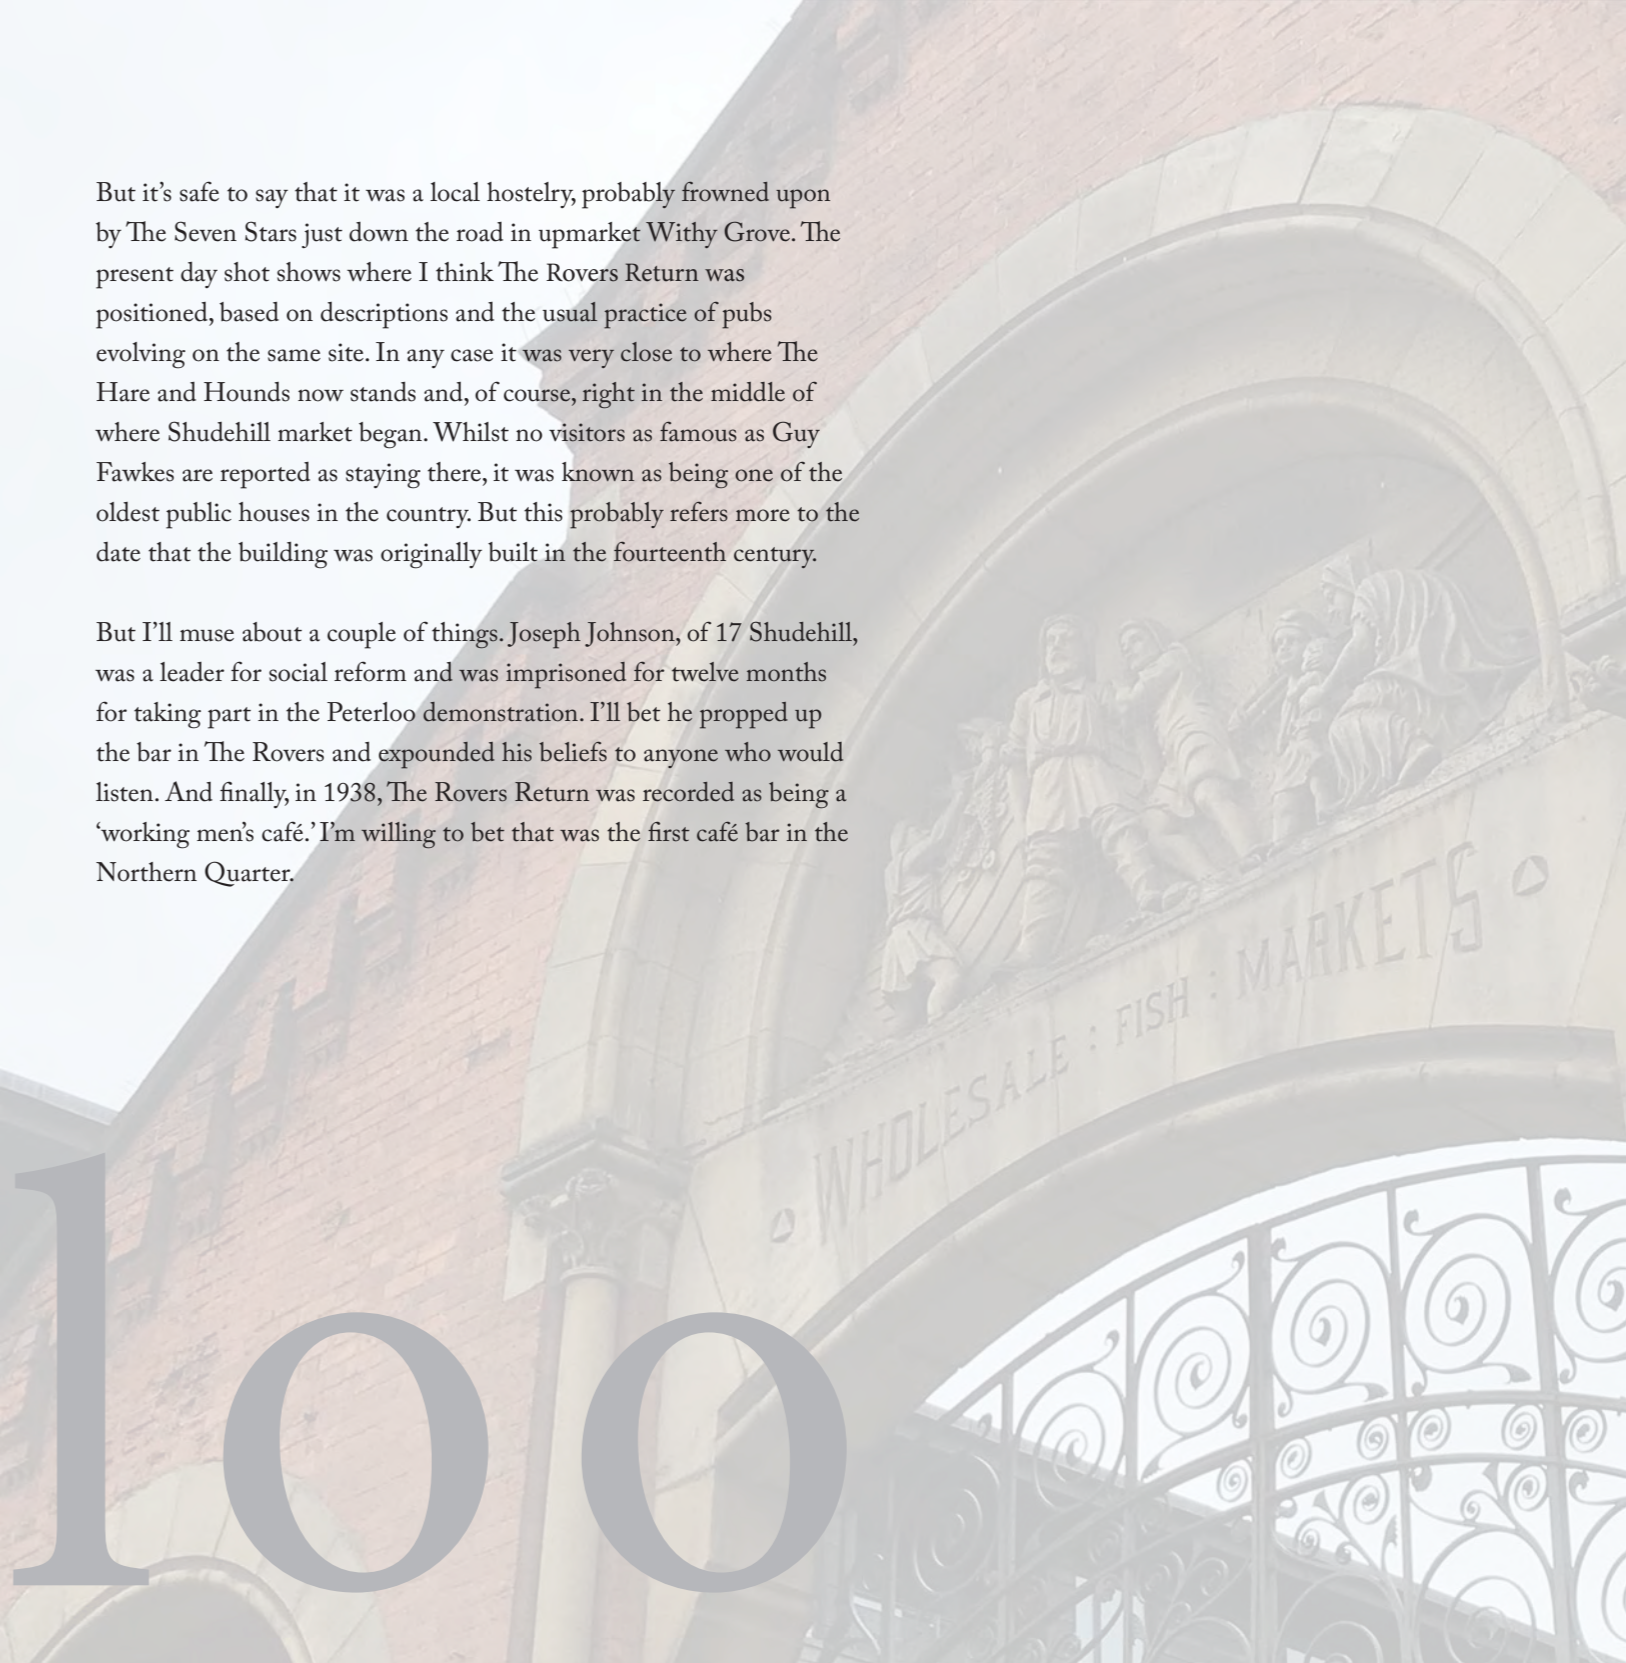 But it’s safe to say that it was a local hostelry, probably frowned upon
by The Seven Stars just down the road in upmarket Withy Grove. The
present day shot shows where I think The Rovers Return was
positioned, based on descriptions and the usual practice of pubs
evolving on the same site. In any case it was very close to where The
Hare and Hounds now stands and, of course, right in the middle of
where Shudehill market began. Whilst no visitors as famous as Guy
Fawkes are reported as staying there, it was known as being one of the
oldest public houses in the country. But this probably refers more to the
date that the building was originally built in the fourteenth century.
But I’ll muse about a couple of things. Joseph Johnson, of 17 Shudehill,
was a leader for social reform and was imprisoned for twelve months
for taking part in the Peterloo demonstration. I’ll bet he propped up
the bar in The Rovers and expounded his beliefs to anyone who would
listen. And finally, in 1938, The Rovers Return was recorded as being a
‘working men’s café.’ I’m willing to bet that was the first café bar in the
Northern Quarter.
WHOLESALE : FISH : MARKETS
loo